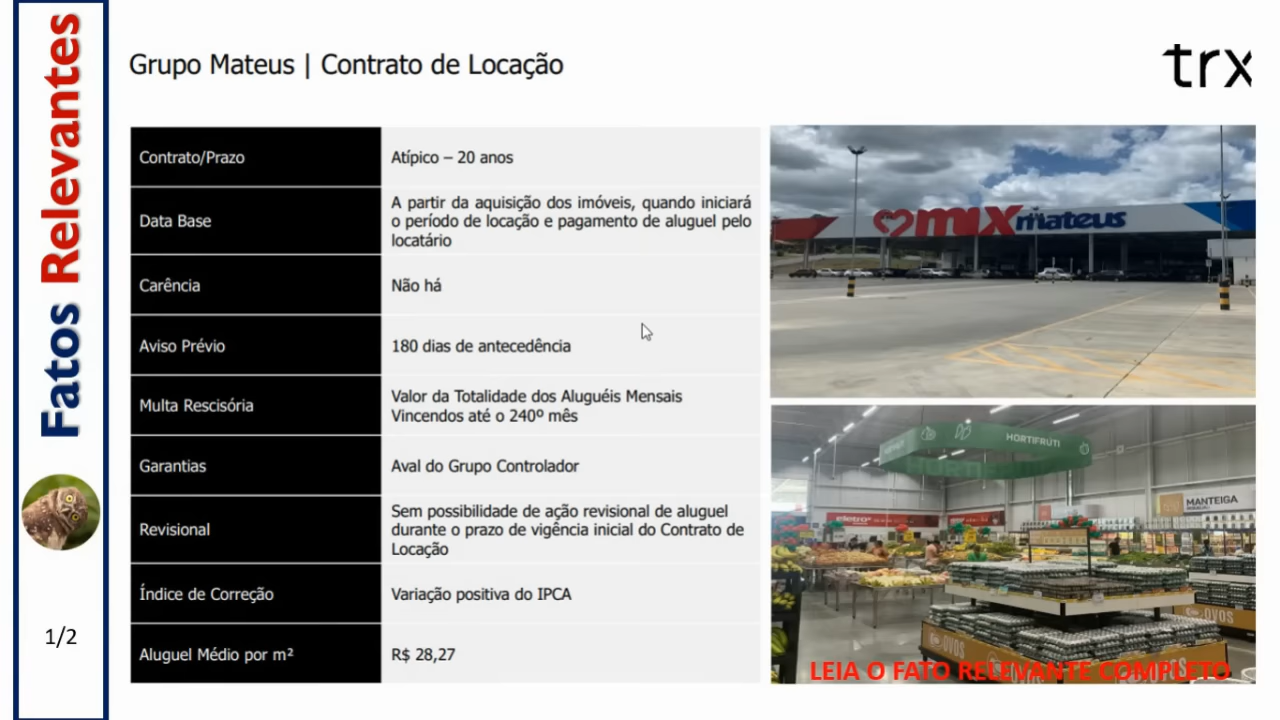 Fatos Relevantes
1/2
Grupo Mateus | Contrato de Locação
trx
Contrato/Prazo
Atípico – 20 anos
Data Base
A partir da aquisição dos imóveis, quando iniciará
o período de locação e pagamento de aluguel pelo
locatário
Carência
Não há
Aviso Prévio
180 dias de antecedência
Multa Rescisória
Valor da Totalidade dos Aluguéis Mensais
Vincendos até o 240º mês
Garantias
Aval do Grupo Controlador
Revisional
Sem possibilidade de ação revisional de aluguel
durante o prazo de vigência inicial do Contrato de
Locação
Índice de Correção
Variação positiva do IPCA
Aluguel Médio por m²
R$ 28,27
mix mateus
HORTIFRUTI
MANTEIGA
eletro
OVOS
OVOS
LEIA O FATO RELEVANTE COMPLETO